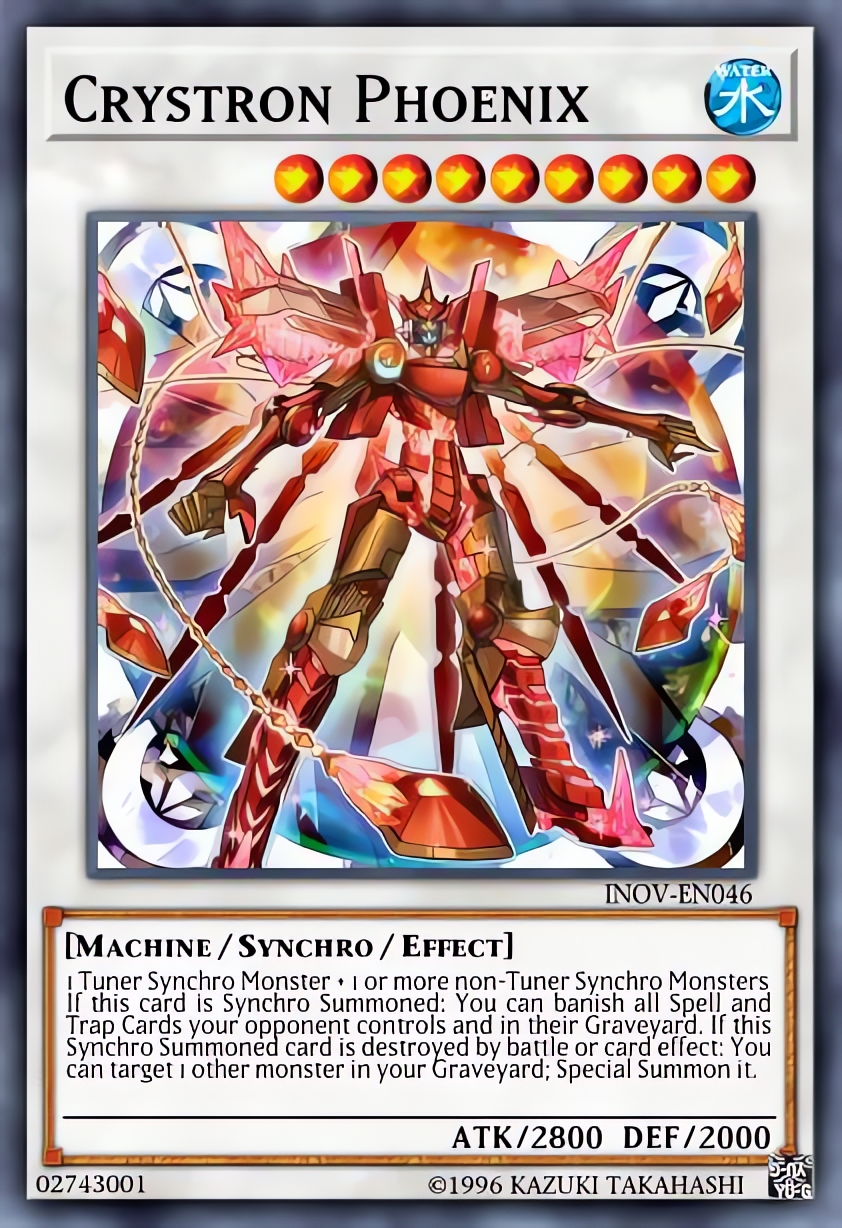 CRYSTRON PHOENIX
WATER
水
INOV-EN046
[MACHINE / SYNCHRO / EFFECT]
1 Tuner Synchro Monster + 1 or more non-Tuner Synchro Monsters
If this card is Synchro Summoned: You can banish all Spell and
Trap Cards your opponent controls and in their Graveyard. If this
Synchro Summoned card is destroyed by battle or card effect: You
can target 1 other monster in your Graveyard; Special Summon it.
ATK/2800 DEF/2000
02743001
©1996 KAZUKI TAKAHASHI